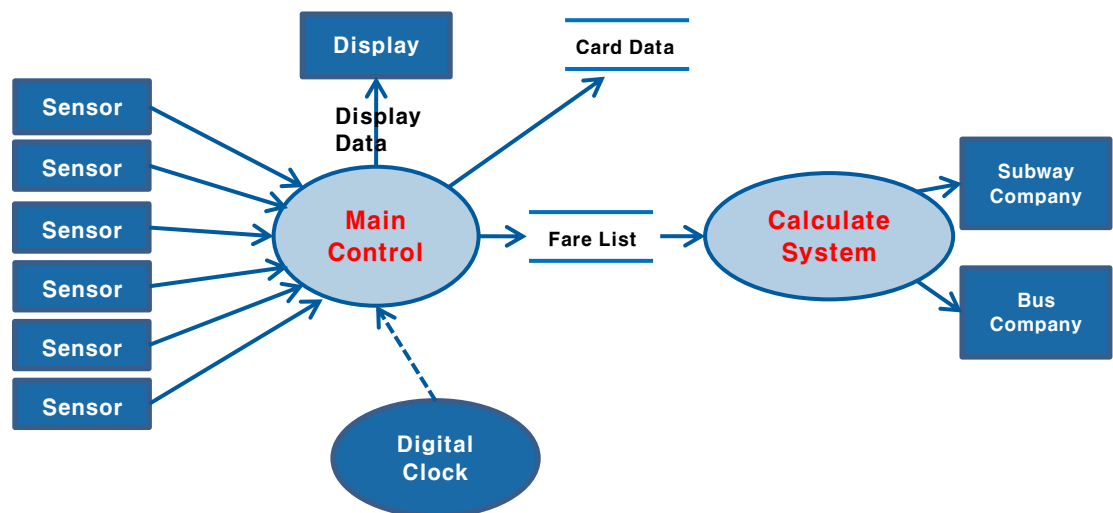 Display
Card Data
Sensor
Display
Data
Sensor
Sensor
Sensor
Sensor
Sensor
Main
Control
Fare List
Calculate
System
Subway
Company
Bus
Company
Digital
Clock